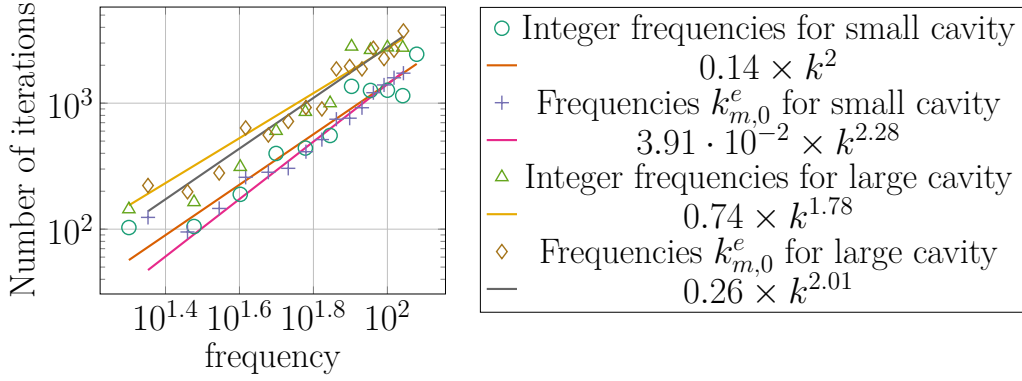 Number of iterations
10^3
10^2
10^1.4
10^1.6
10^1.8
10^2
frequency
Integer frequencies for small cavity
0.14 × k^2
Frequencies k^e_{m,0} for small cavity
3.91 · 10^−2 × k^2.28
Integer frequencies for large cavity
0.74 × k^1.78
Frequencies k^e_{m,0} for large cavity
0.26 × k^2.01